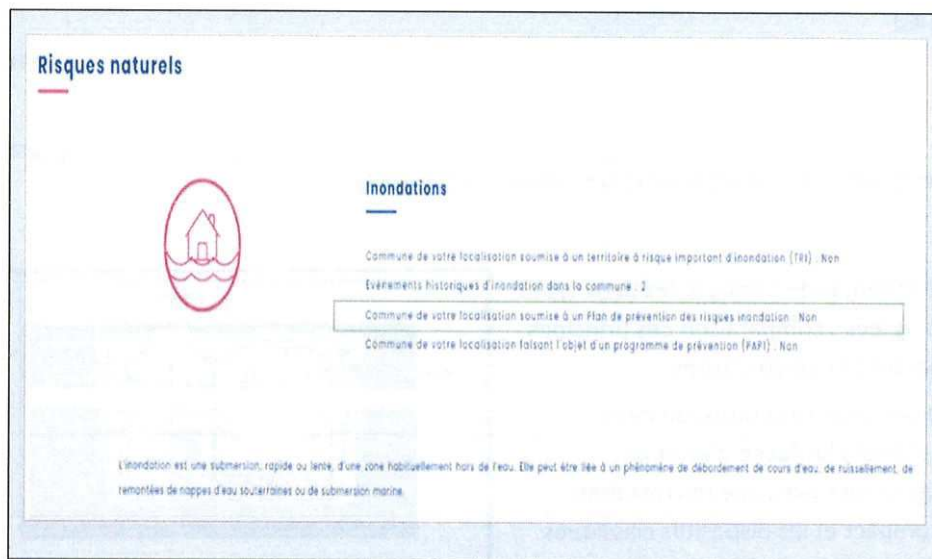 Risques naturels
Inondations
Commune de votre localisation soumise à un territoire à risque important d'inondation (TRI) : Non
Evènements historiques d'inondation dans la commune : 2
Commune de votre localisation soumise à un Plan de prévention des risques inondation : Non
Commune de votre localisation faisant l'objet d'un programme de prévention (PAPI) : Non
L'inondation est une submersion, rapide ou lente, d'une zone habituellement hors de l'eau. Elle peut être liée à un phénomène de débordement de cours d'eau, de ruissellement, de
remontées de nappes d'eau souterraines ou de submersion marine.